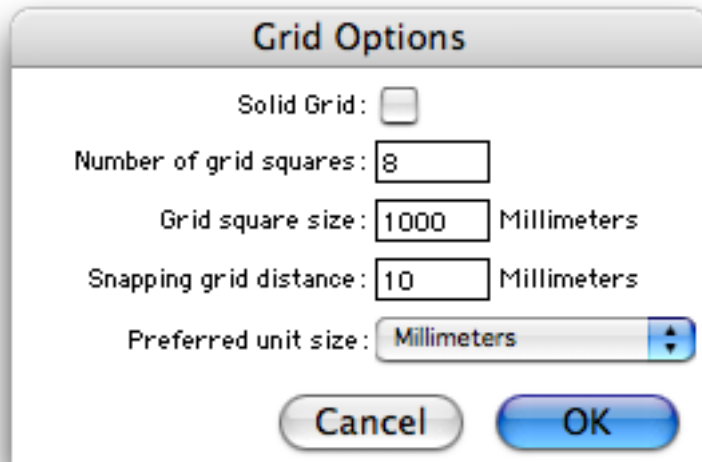 Grid Options
Solid Grid:
Number of grid squares: 8
Grid square size: 1000 Millimeters
Snapping grid distance: 10 Millimeters
Preferred unit size: Millimeters
Cancel OK